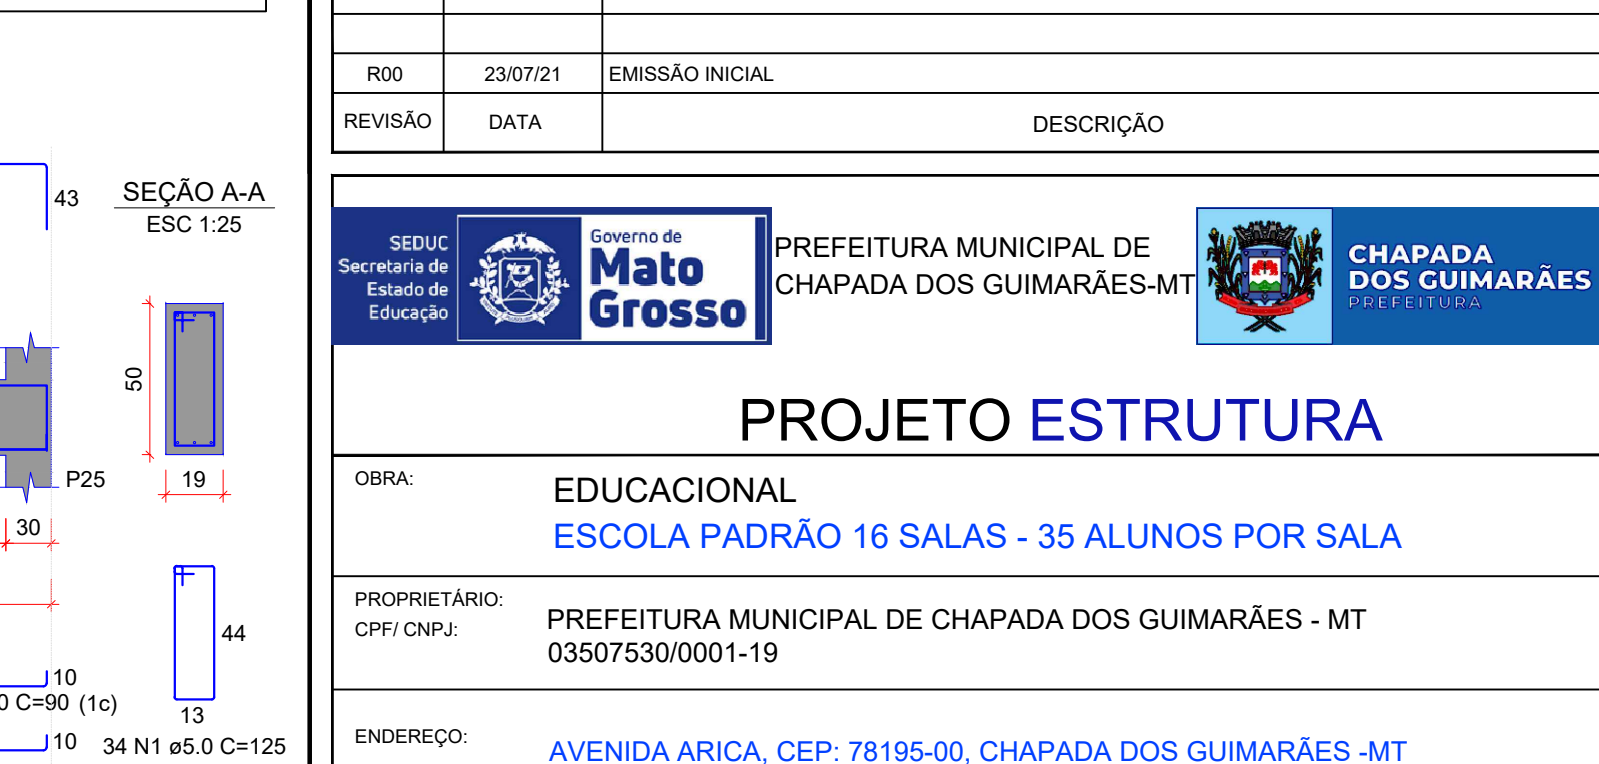 43
SEÇÃO A-A
ESC 1:25
50
19
P25
30
44
10
0 C=90 (1c)
13
10
34 N1 ø5.0 C=125
R00 23/07/21 EMISSÃO INICIAL
REVISÃO DATA DESCRIÇÃO
SEDUC
Secretaria de
Estado de
Educação
Governo de
Mato
Grosso
PREFEITURA MUNICIPAL DE
CHAPADA DOS GUIMARÃES-MT
CHAPADA
DOS GUIMARÃES
PREFEITURA
PROJETO ESTRUTURA
OBRA:
EDUCACIONAL
ESCOLA PADRÃO 16 SALAS - 35 ALUNOS POR SALA
PROPRIETÁRIO:
CPF/ CNPJ:
PREFEITURA MUNICIPAL DE CHAPADA DOS GUIMARÃES - MT
03507530/0001-19
ENDEREÇO:
AVENIDA ARICA, CEP: 78195-00, CHAPADA DOS GUIMARÃES -MT